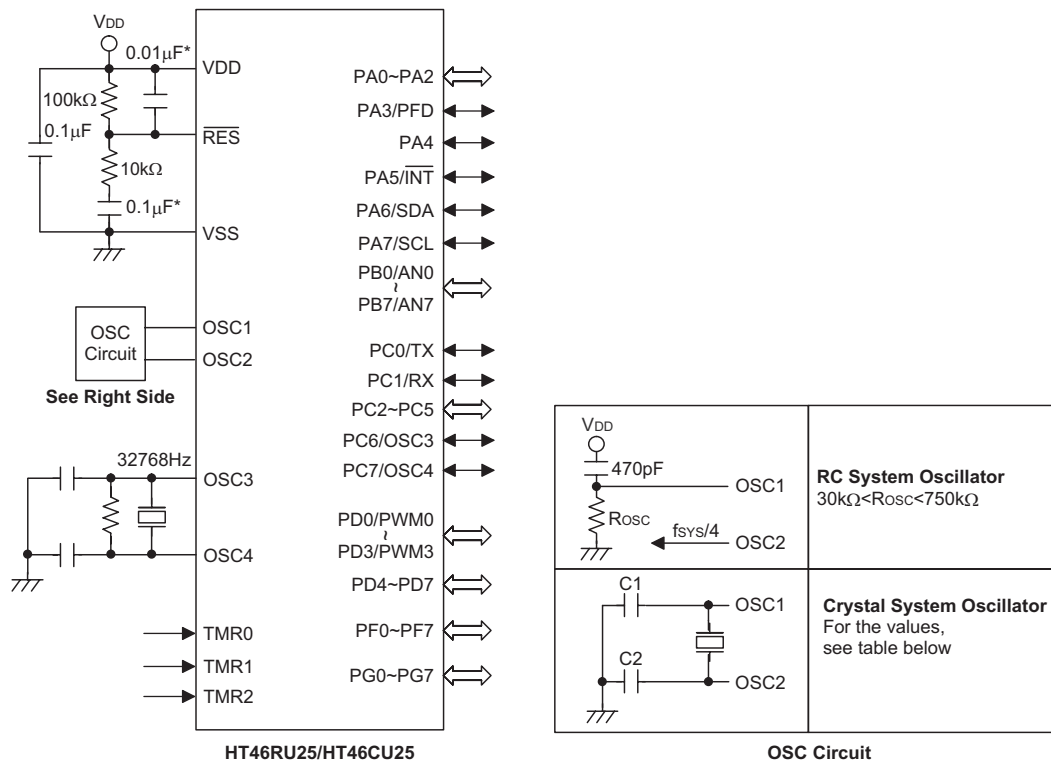 VDD
0.01μF*
VDD
100kΩ
0.1μF
RES
10kΩ
0.1μF*
VSS
OSC
Circuit
OSC1
OSC2
See Right Side
32768Hz
OSC3
OSC4
TMR0
TMR1
TMR2
PA0~PA2
PA3/PFD
PA4
PA5/INT
PA6/SDA
PA7/SCL
PB0/AN0
~
PB7/AN7
PC0/TX
PC1/RX
PC2~PC5
PC6/OSC3
PC7/OSC4
PD0/PWM0
~
PD3/PWM3
PD4~PD7
PF0~PF7
PG0~PG7
HT46RU25/HT46CU25
VDD
470pF
OSC1
ROSC
fSYS/4
OSC2
RC System Oscillator
30kΩ<ROSC<750kΩ
C1
OSC1
C2
OSC2
Crystal System Oscillator
For the values,
see table below
OSC Circuit